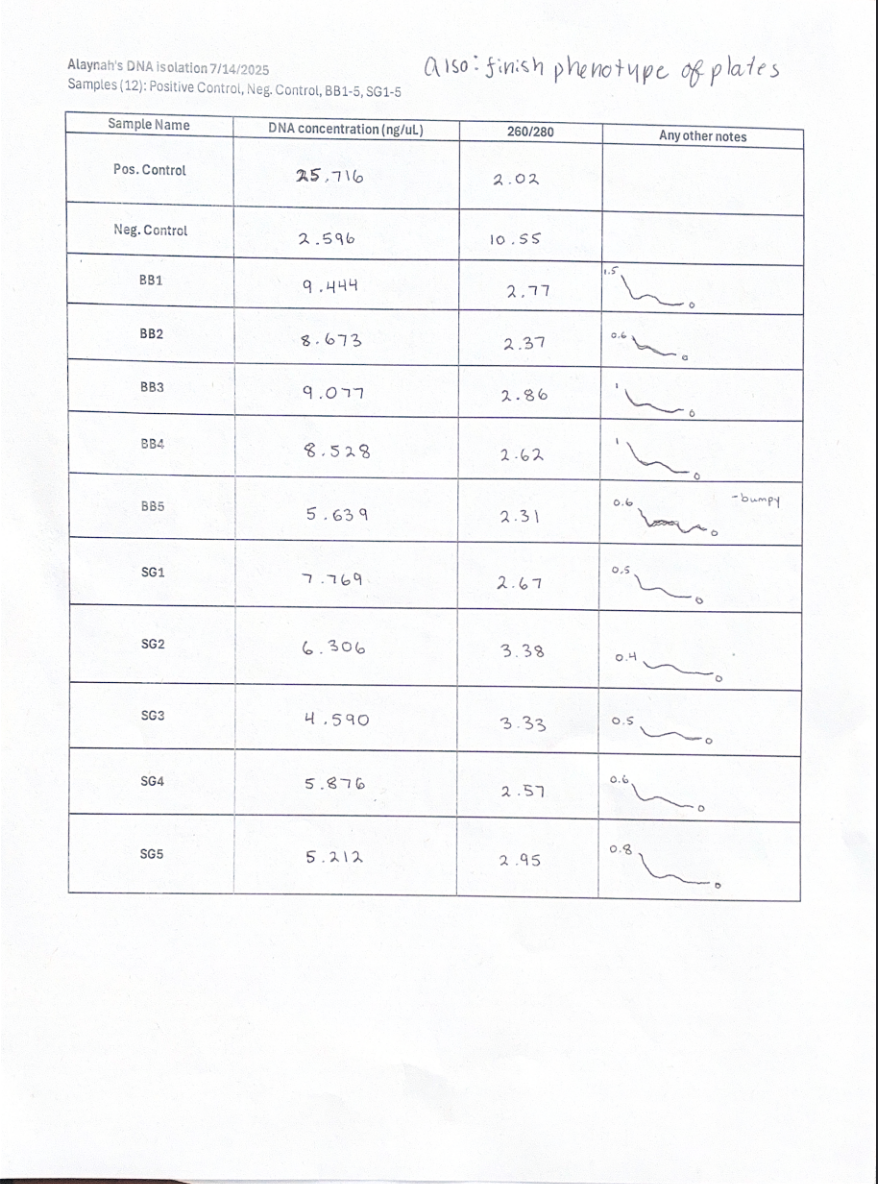 Alaynah's DNA isolation 7/14/2025
Also: finish phenotype of plates
Samples (12): Positive Control, Neg. Control, BB1-5, SG1-5
Sample Name DNA concentration (ng/uL) 260/280 Any other notes
Pos. Control 25.716 2.02
Neg. Control 2.596 10.55
BB1 9.444 2.77 1.5 0
BB2 8.673 2.37 0.6 0
BB3 9.077 2.86 1 0
BB4 8.528 2.62 1 0
BB5 5.639 2.31 0.6 0 -bumpy
SG1 7.769 2.67 0.5 0
SG2 6.306 3.38 0.4 0
SG3 4.590 3.33 0.5 0
SG4 5.876 2.57 0.6 0
SG5 5.212 2.95 0.8 0